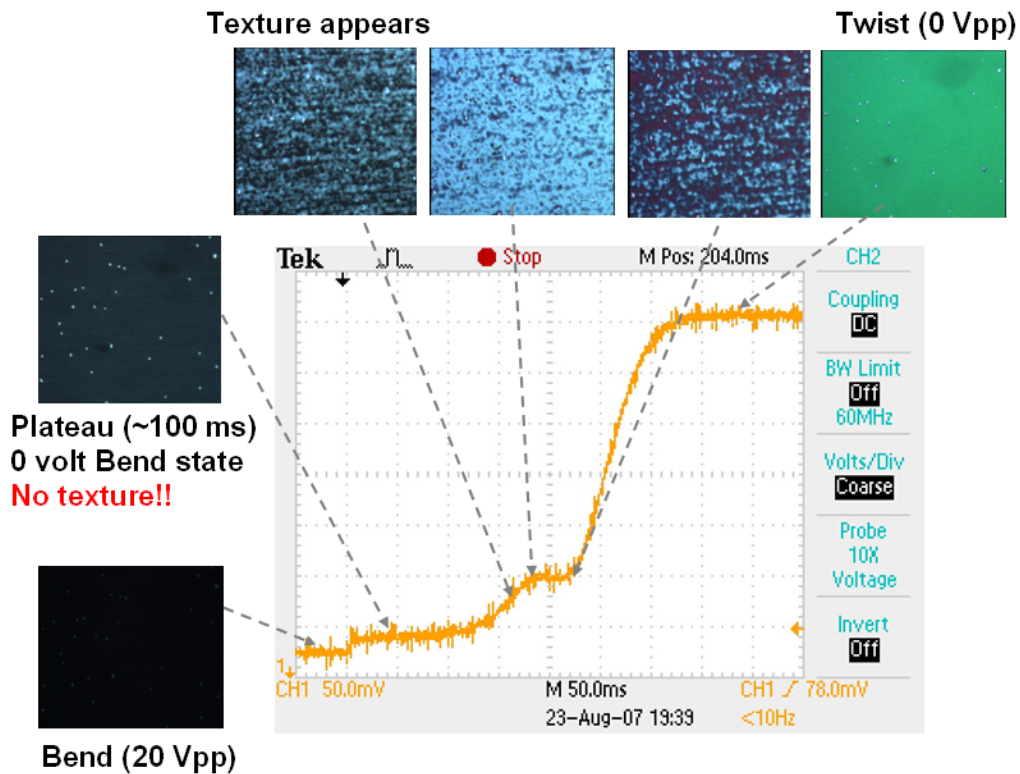 Texture appears
Twist (0 Vpp)
Tek
Stop
M Pos: 204.0ms
CH2
Coupling
DC
BW Limit
Off
60MHz
Volts/Div
Coarse
Probe
10X
Voltage
Invert
Off
Plateau (~100 ms)
0 volt Bend state
No texture!!
Bend (20 Vpp)
1
CH1 50.0mV
M 50.0ms
CH1 78.0mV
23-Aug-07 19:39
<10Hz